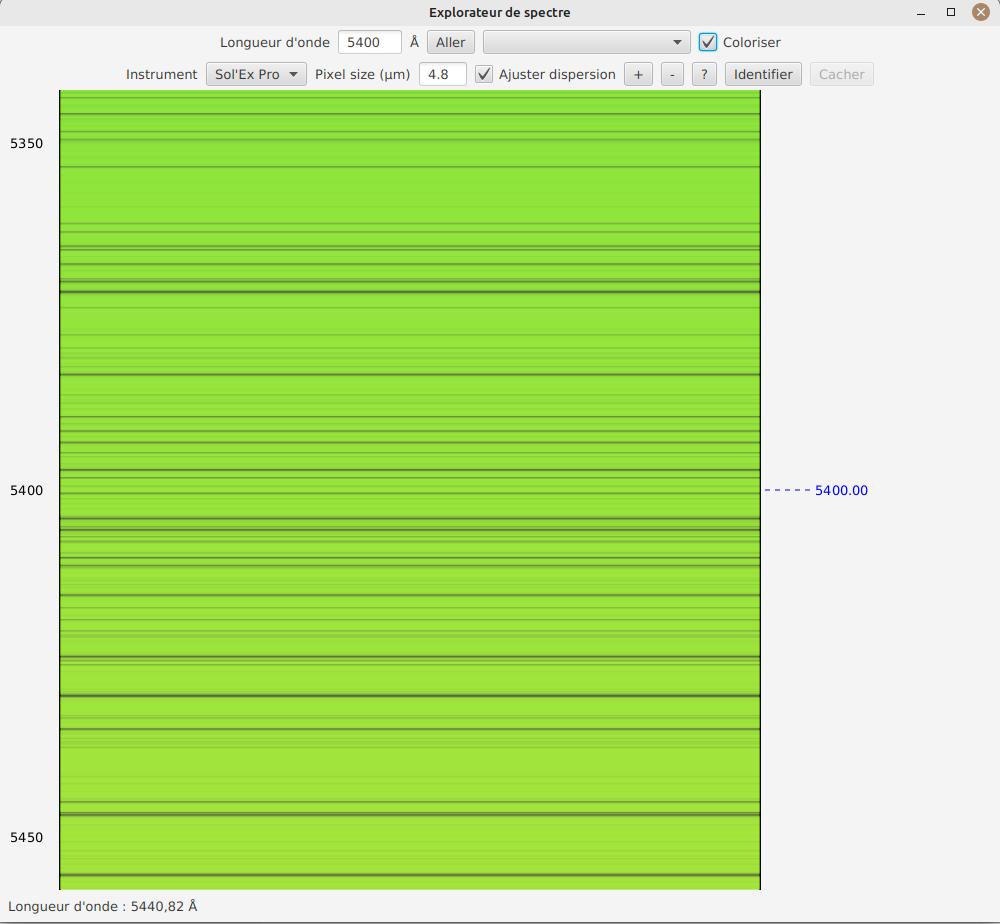 Explorateur de spectre
Longueur d'onde 5400 Å Aller Coloriser
Instrument Sol'Ex Pro Pixel size (µm) 4.8 Ajuster dispersion + - ? Identifier Cacher
5350
5400 5400.00
5450
Longueur d'onde : 5440,82 Å